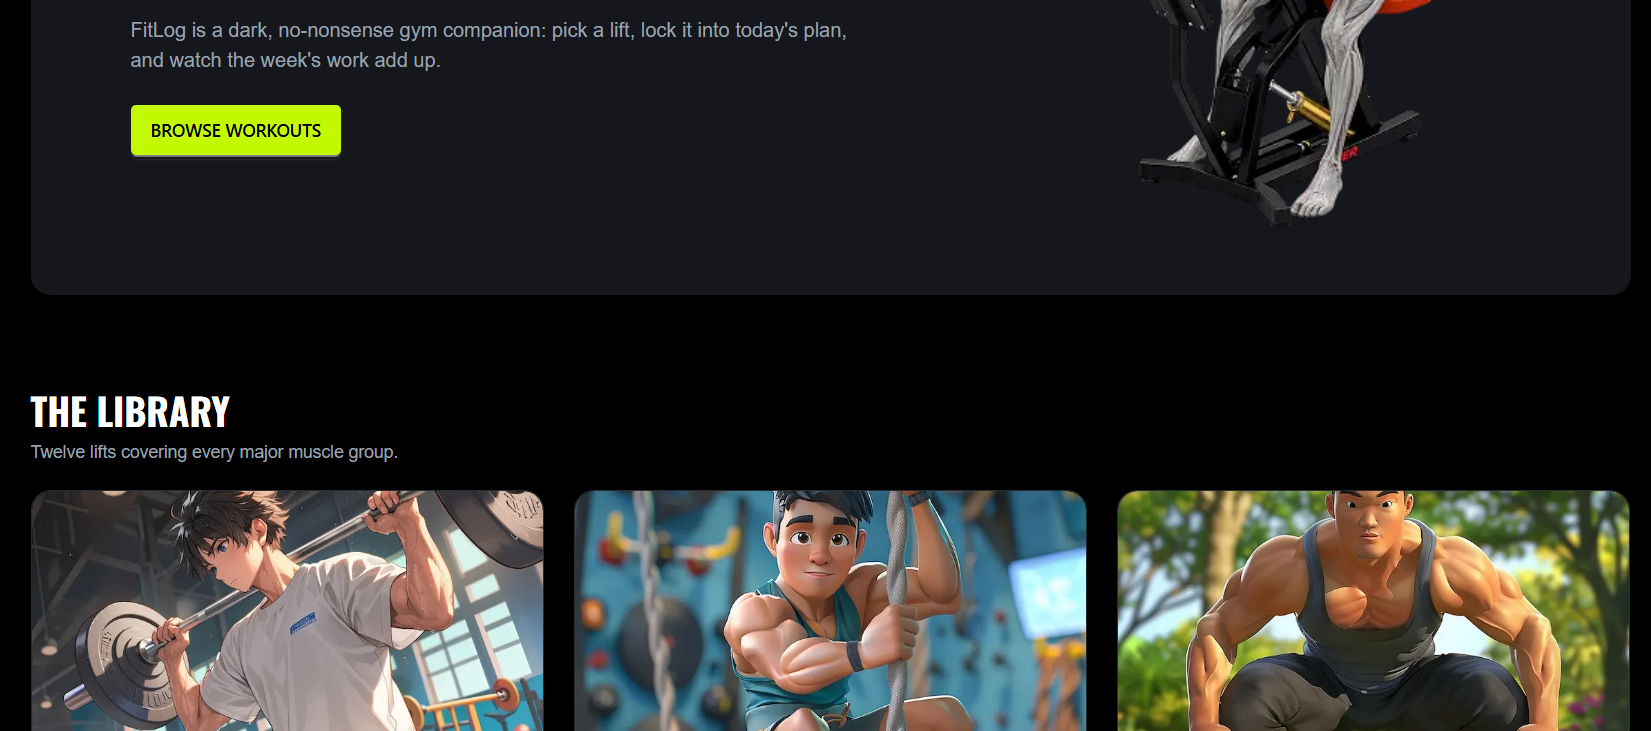 FitLog is a dark, no-nonsense gym companion: pick a lift, lock it into today's plan,
and watch the week's work add up.
BROWSE WORKOUTS
THE LIBRARY
Twelve lifts covering every major muscle group.